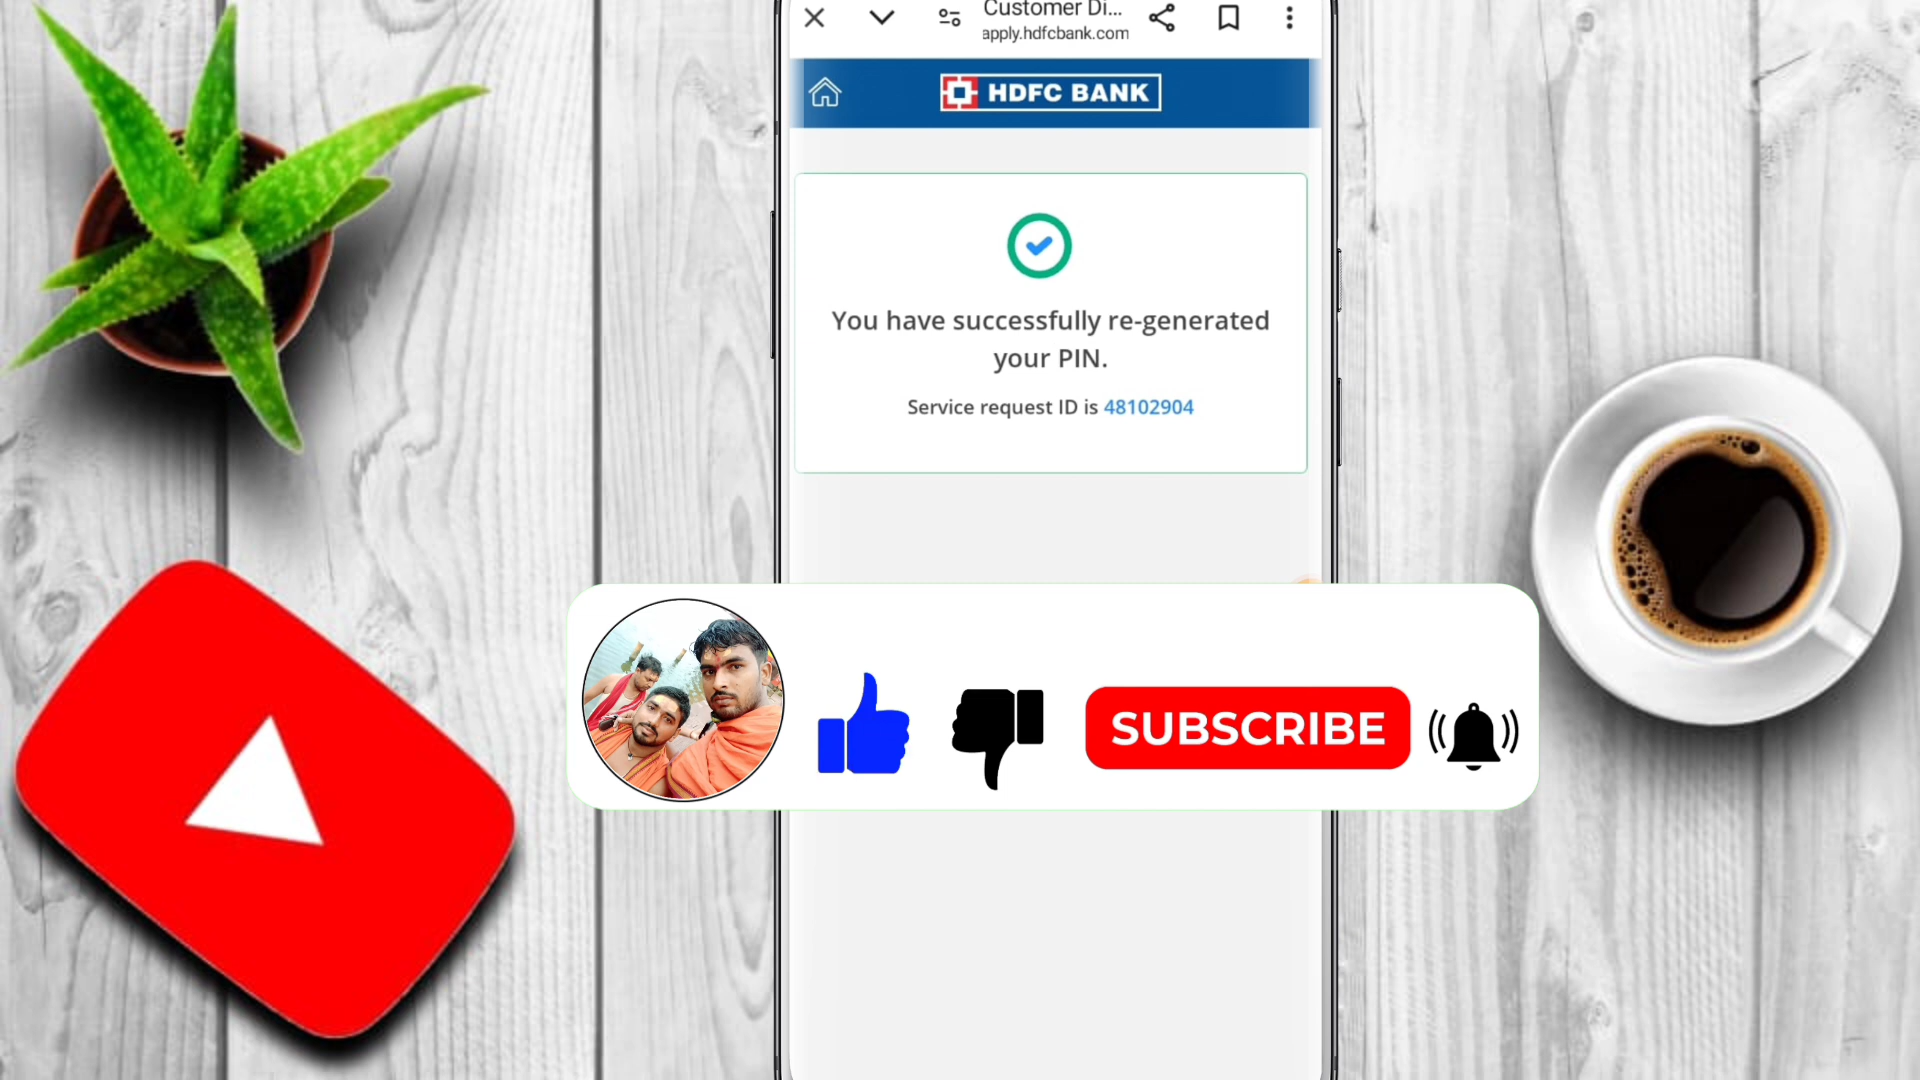 Customer Di...
apply.hdfcbank.com
HDFC BANK
You have successfully re-generated
your PIN.
Service request ID is 48102904
SUBSCRIBE